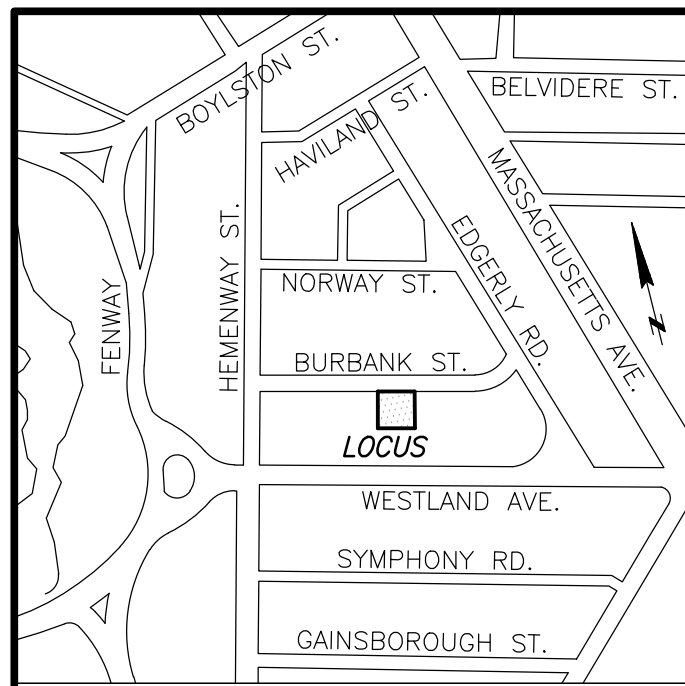 BOYLSTON ST.
BELVIDERE ST.
HAVILAND ST.
MASSACHUSETTS AVE.
HEMENWAY ST.
EDGERLY RD.
FENWAY
NORWAY ST.
N
BURBANK ST.
LOCUS
WESTLAND AVE.
SYMPHONY RD.
GAINSBOROUGH ST.